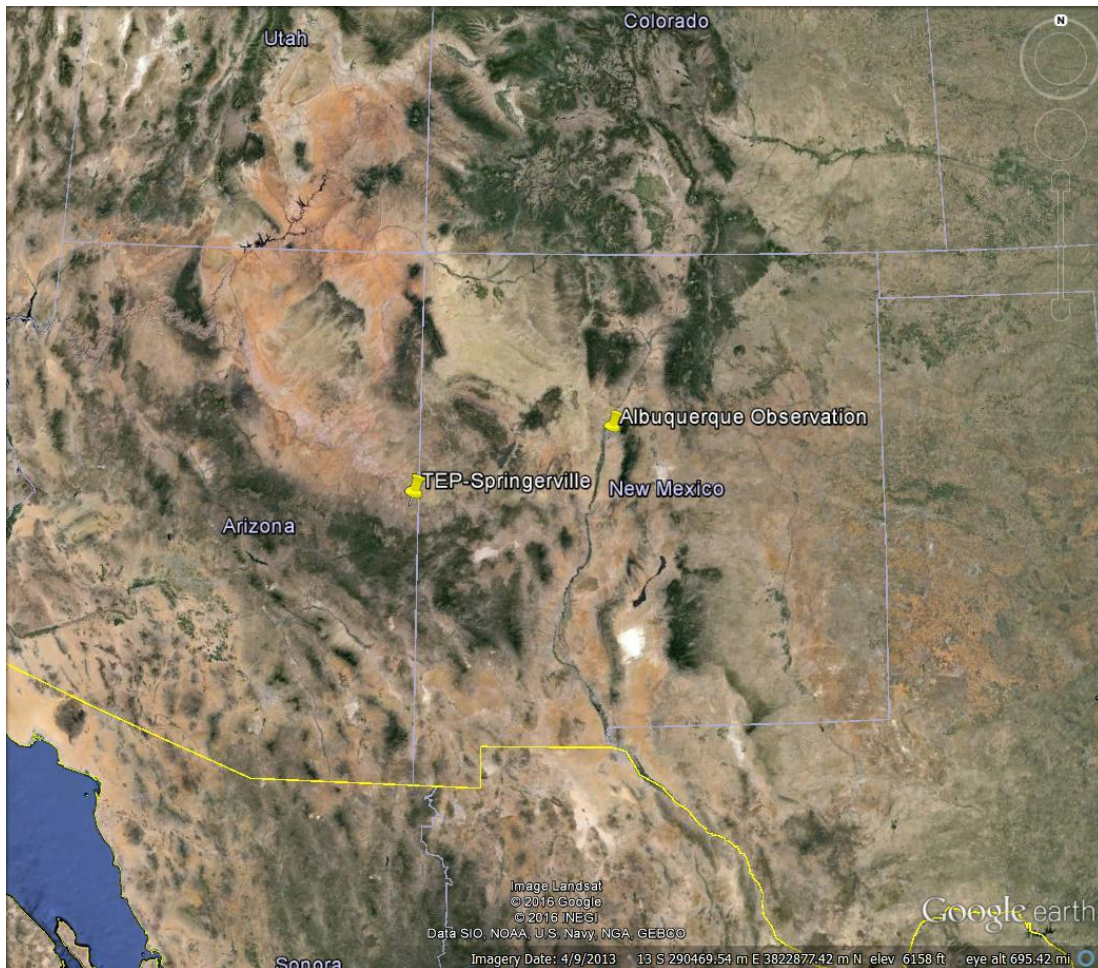 Colorado
Utah
N
Albuquerque Observation
TEP-Springerville
New Mexico
Arizona
Image Landsat
© 2016 Google
© 2016 INEGI
Data SIO, NOAA, U.S. Navy, NGA, GEBCO
Google earth
Sonora
Imagery Date: 4/9/2013 13 S 290469.54 m E 3822877.42 m N elev 6158 ft eye alt 695.42 mi